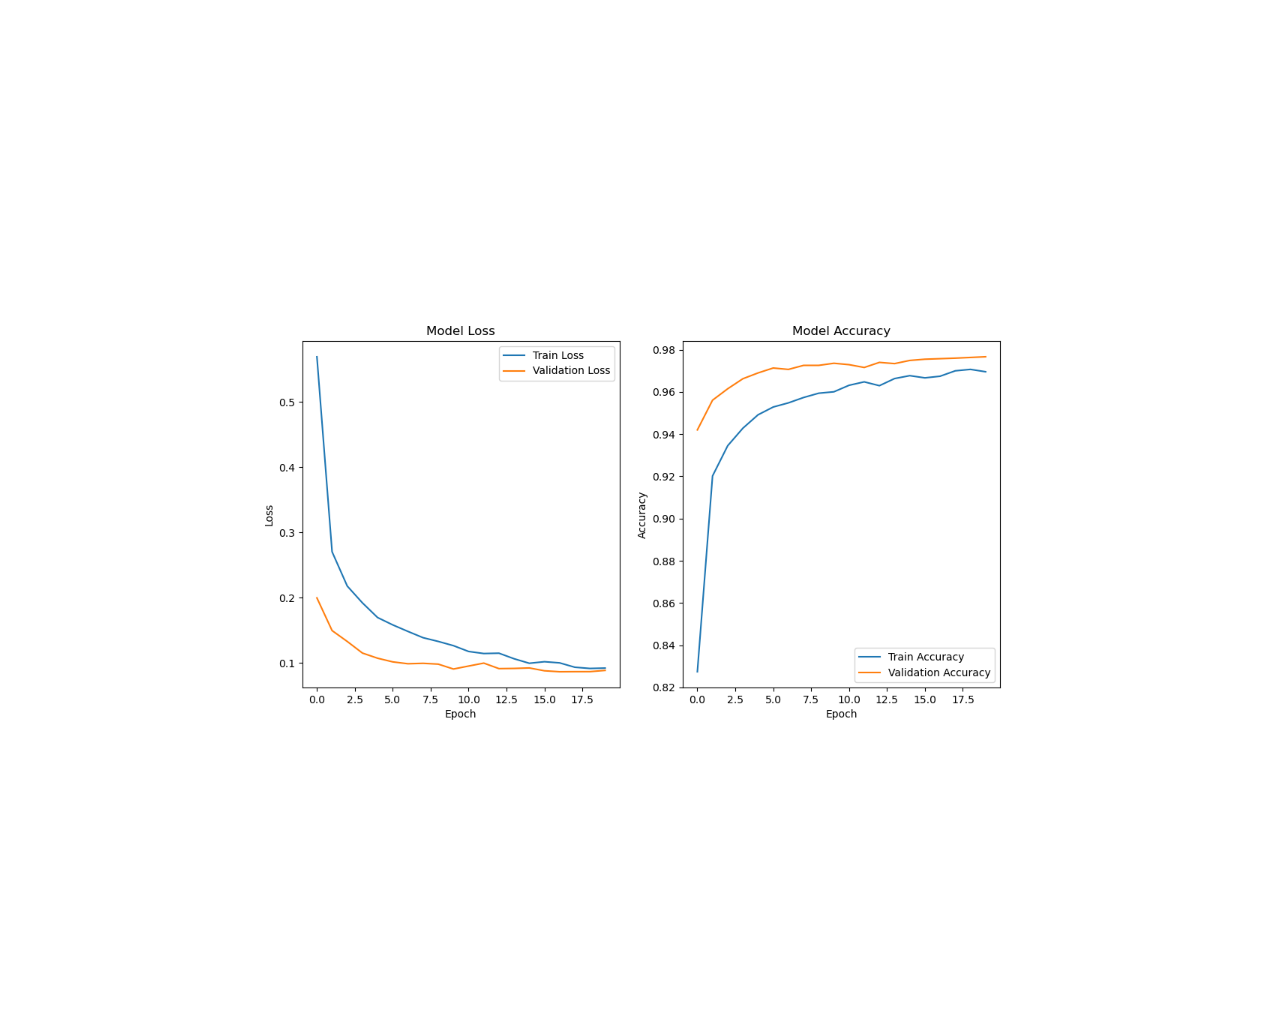 Model Loss
Train Loss
Validation Loss
0.5
0.4
0.3
0.2
0.1
Loss
0.0 2.5 5.0 7.5 10.0 12.5 15.0 17.5
Epoch
Model Accuracy
0.98
0.96
0.94
0.92
0.90
0.88
0.86
0.84
0.82
Accuracy
Train Accuracy
Validation Accuracy
0.0 2.5 5.0 7.5 10.0 12.5 15.0 17.5
Epoch